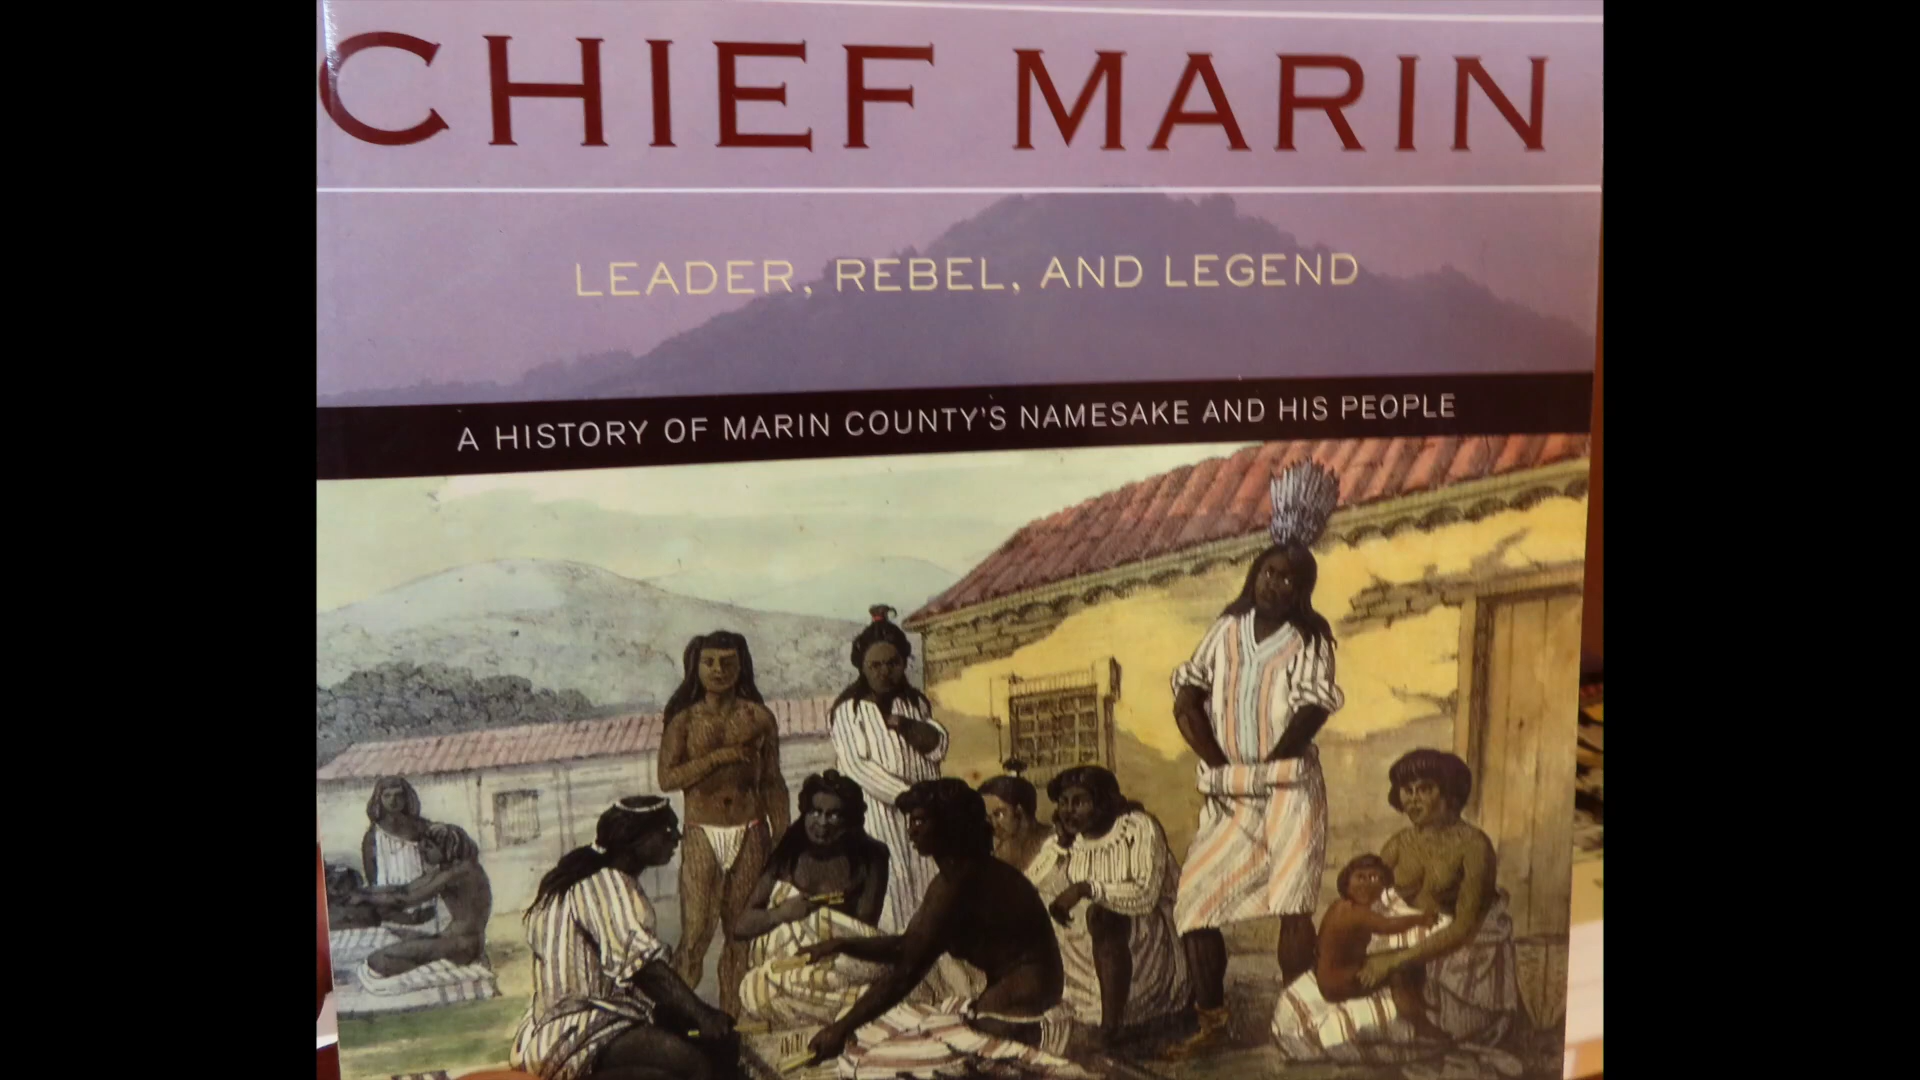 CHIEF MARIN
LEADER, REBEL, AND LEGEND
A HISTORY OF MARIN COUNTY'S NAMESAKE AND HIS PEOPLE